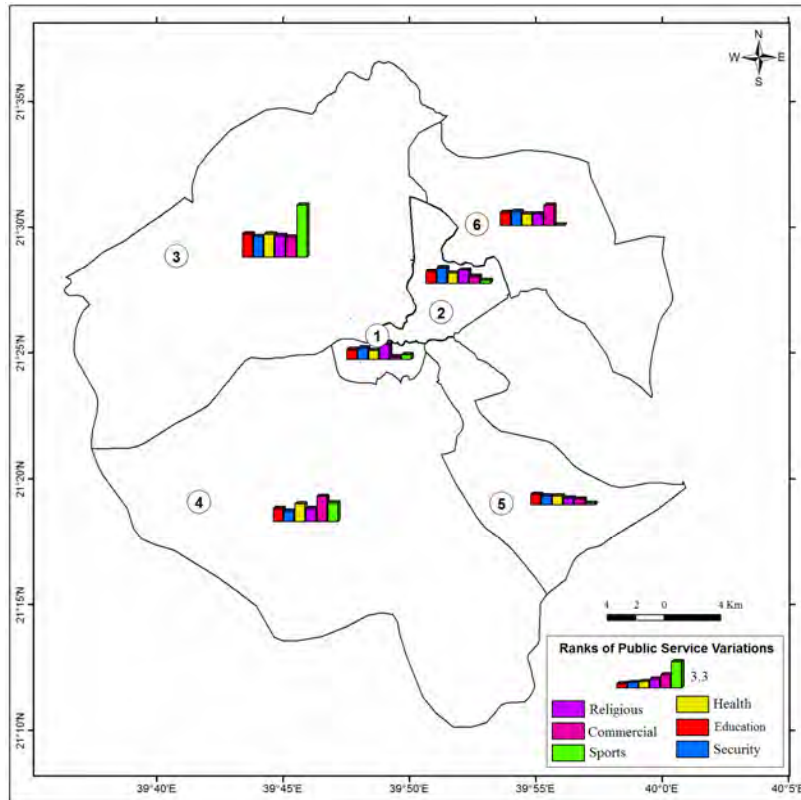 N
W E
S
21°35'N
21°30'N
21°25'N
21°20'N
21°15'N
21°10'N
3
6
2
1
4
5
4 2 0 4 Km
Ranks of Public Service Variations
3.3
Religious
Health
Commercial
Education
Sports
Security
39°40'E 39°45'E 39°50'E 39°55'E 40°0'E 40°5'E